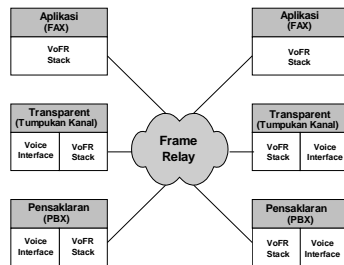 Aplikasi
(FAX)
VoFR
Stack
Aplikasi
(FAX)
VoFR
Stack
Transparent
(Tumpukan Kanal)
Voice
Interface
VoFR
Stack
Frame
Relay
Transparent
(Tumpukan Kanal)
VoFR
Stack
Voice
Interface
Pensaklaran
(PBX)
Voice
Interface
VoFR
Stack
Pensaklaran
(PBX)
VoFR
Stack
Voice
Interface